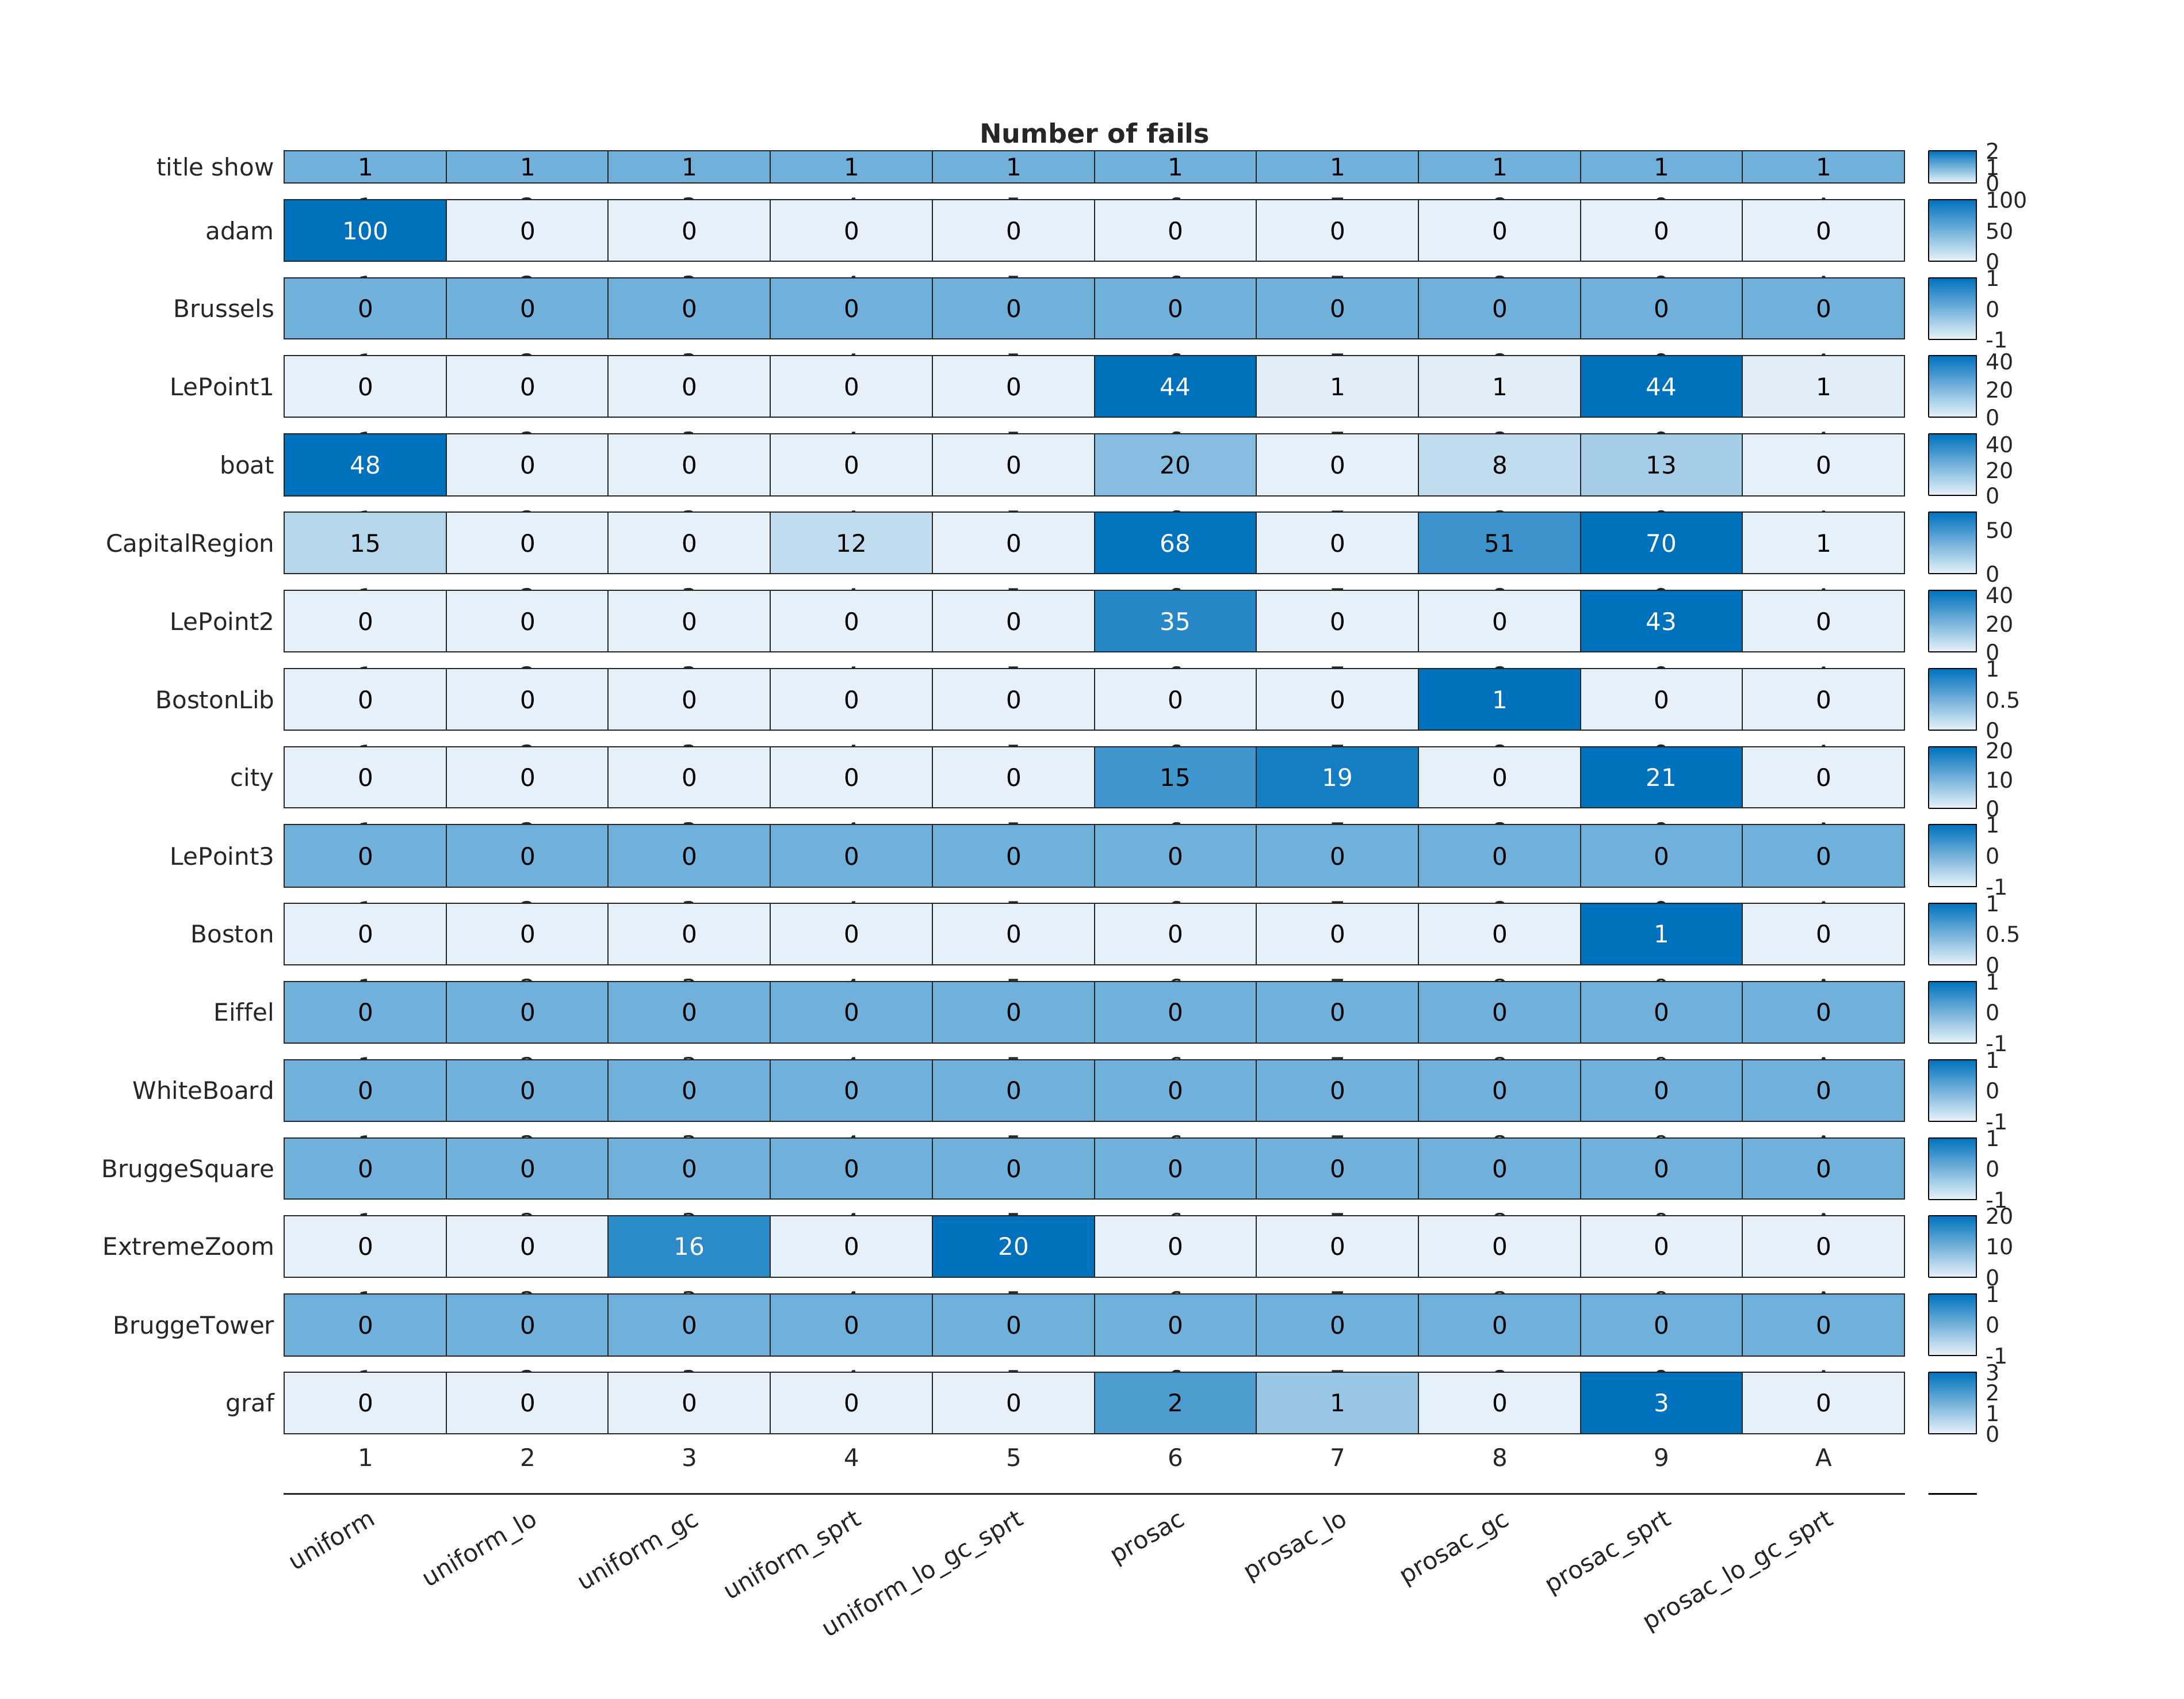 Number of fails
title show 1 1 1 1 1 1 1 1 1 1 2 1 0
adam 100 0 0 0 0 0 0 0 0 0 100 50 0
Brussels 0 0 0 0 0 0 0 0 0 0 1 0 -1
LePoint1 0 0 0 0 0 44 1 1 44 1 40 20 0
boat 48 0 0 0 0 20 0 8 13 0 40 20 0
CapitalRegion 15 0 0 12 0 68 0 51 70 1 50 0
LePoint2 0 0 0 0 0 35 0 0 43 0 40 20 0
BostonLib 0 0 0 0 0 0 0 1 0 0 1 0.5 0
city 0 0 0 0 0 15 19 0 21 0 20 10 0
LePoint3 0 0 0 0 0 0 0 0 0 0 1 0 -1
Boston 0 0 0 0 0 0 0 0 1 0 1 0.5 0
Eiffel 0 0 0 0 0 0 0 0 0 0 1 0 -1
WhiteBoard 0 0 0 0 0 0 0 0 0 0 1 0 -1
BruggeSquare 0 0 0 0 0 0 0 0 0 0 1 0 -1
ExtremeZoom 0 0 16 0 20 0 0 0 0 0 20 10 0
BruggeTower 0 0 0 0 0 0 0 0 0 0 1 0 -1
graf 0 0 0 0 0 2 1 0 3 0 3 2 1 0
1 2 3 4 5 6 7 8 9 A
uniform uniform_lo uniform_gc uniform_sprt uniform_lo_gc_sprt prosac prosac_lo prosac_gc prosac_sprt prosac_lo_gc_sprt